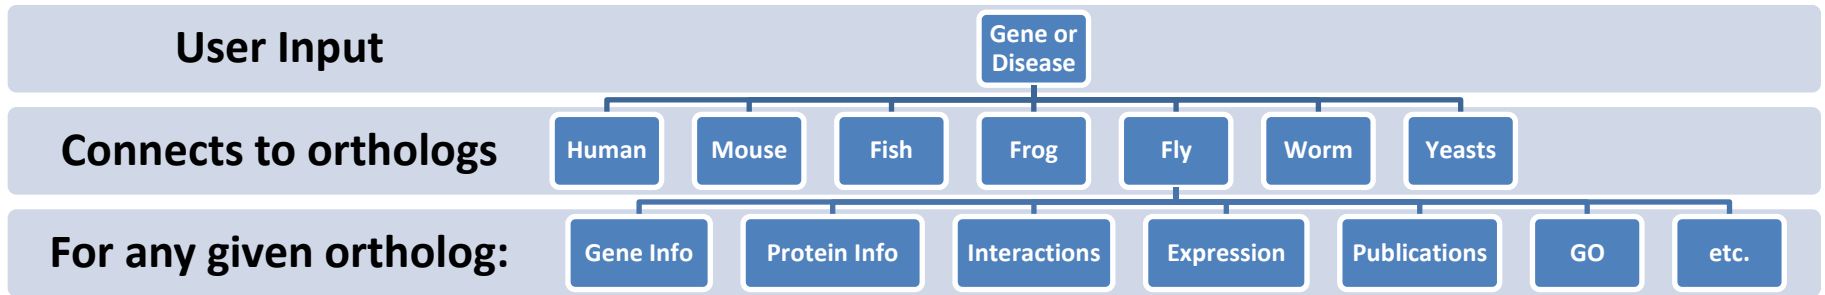 User Input
Gene or
Disease
Connects to orthologs
Human
Mouse
Fish
Frog
Fly
Worm
Yeasts
For any given ortholog:
Gene Info
Protein Info
Interactions
Expression
Publications
GO
etc.